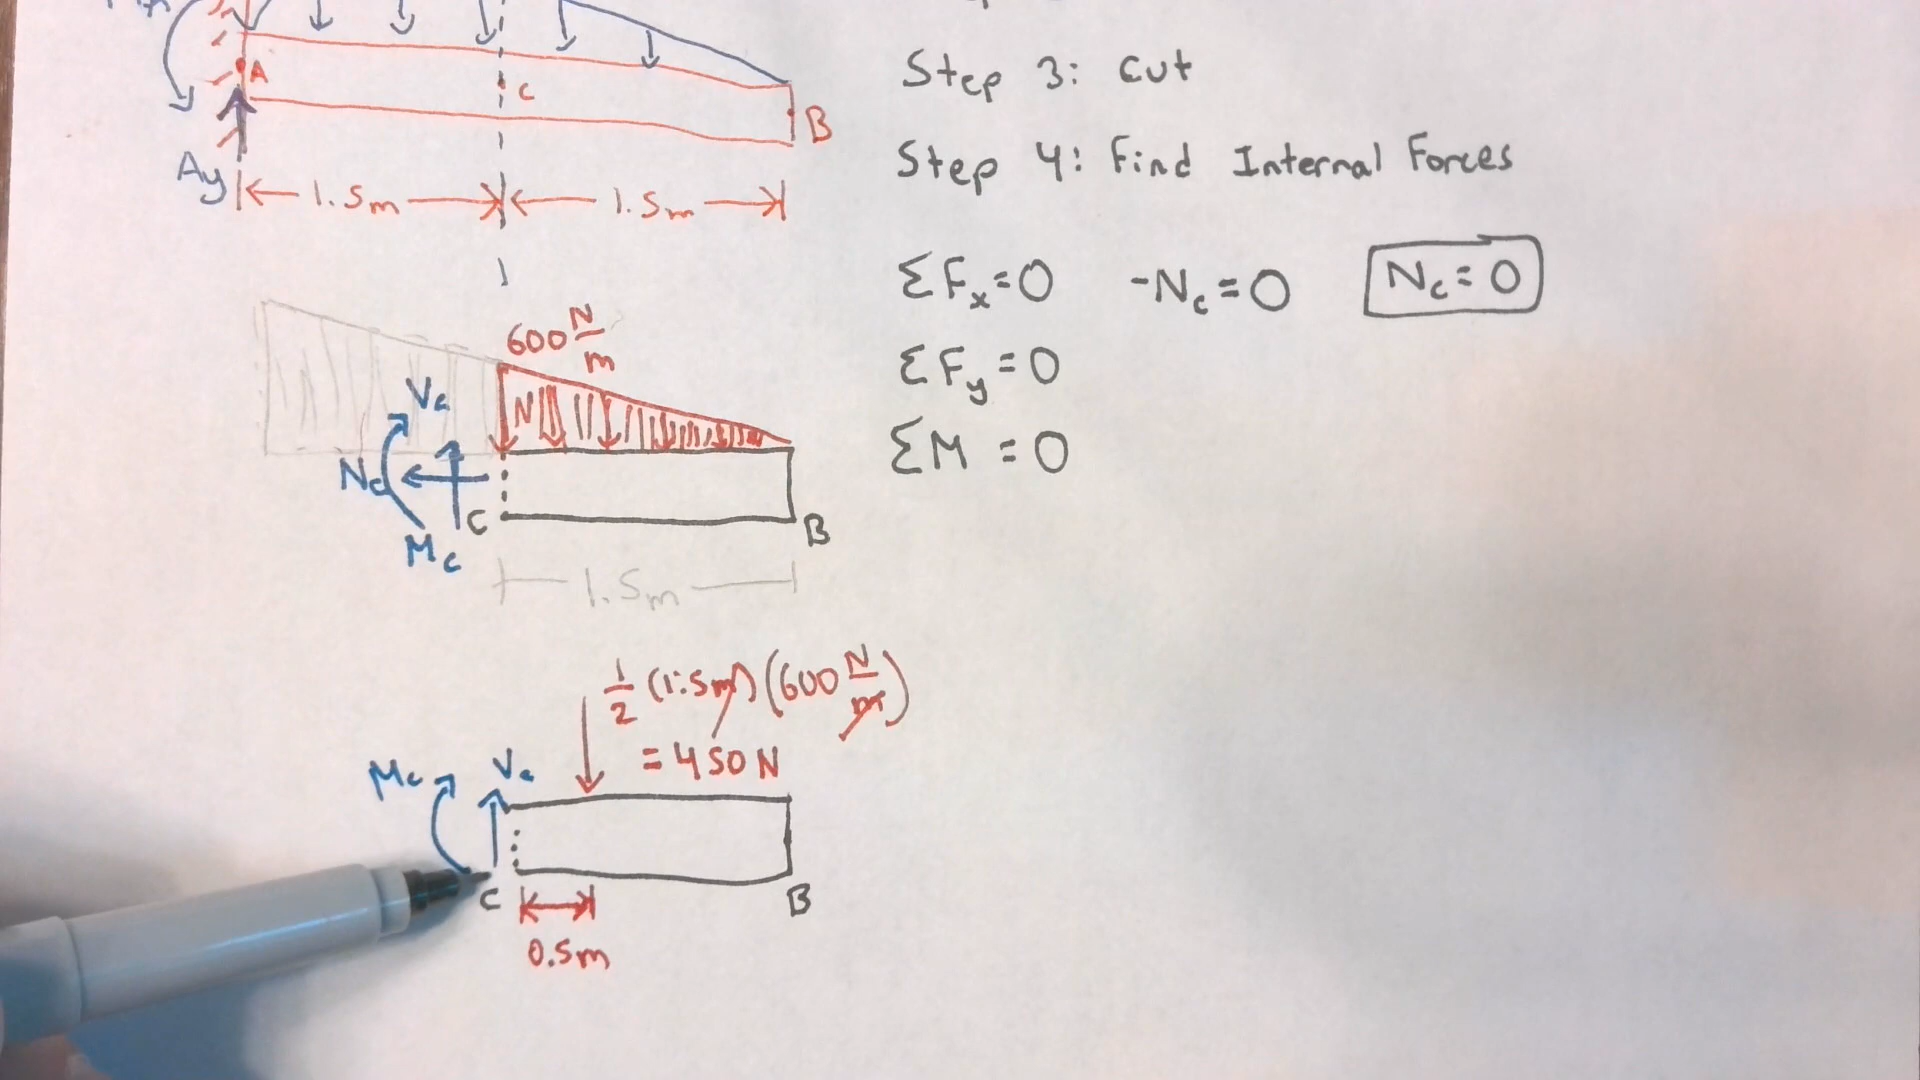 A
C
B
Ay
1.5m 1.5m
Step 3: Cut
Step 4: Find Internal Forces
ΣFx=0 -Nc=0 Nc=0
ΣFy=0
ΣM=0
600 N/m
Vc
Nc
C
Mc
B
1.5m
1/2 (1.5m)(600 N/m)
= 450N
Mc Vc
C
B
0.5m